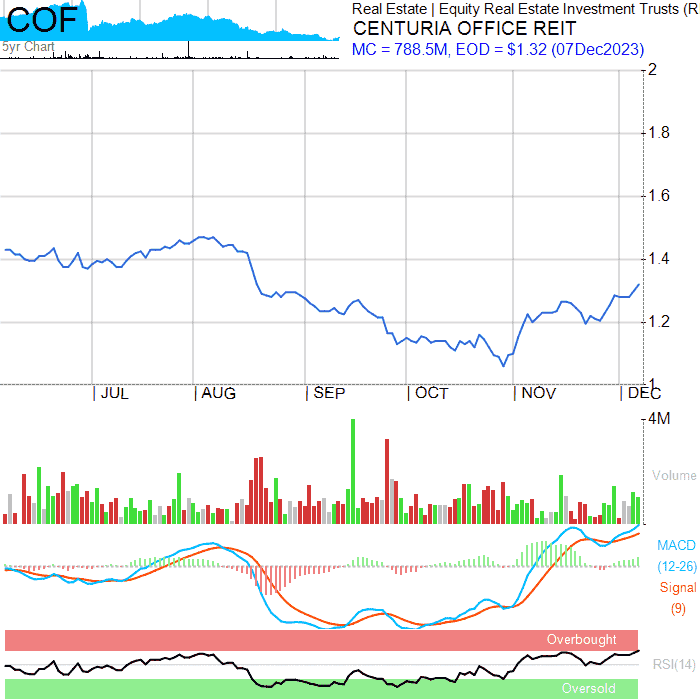 COF
5yr Chart
Real Estate | Equity Real Estate Investment Trusts (R
CENTURIA OFFICE REIT
MC = 788.5M, EOD = $1.32 (07Dec2023)
2
1.8
1.6
1.4
1.2
1
JUL AUG SEP OCT NOV DEC
4M
Volume
MACD
(12-26)
Signal
(9)
Overbought
RSI(14)
Oversold